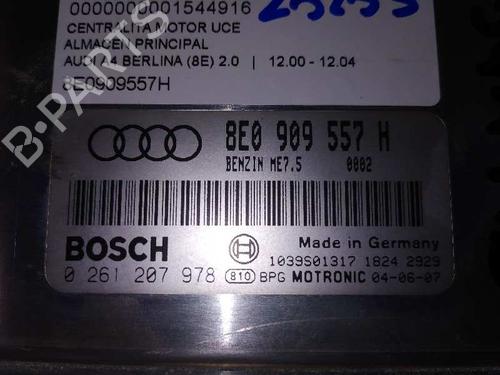 0000000001544916
CENTRALITA MOTOR UCE
ALMACEN PRINCIPAL
AUDI A4 BERLINA (8E) 2.0 | 12.00 - 12.04
8E0909557H
B-PARTS
8E0 909 557 H
BENZIN ME7.5 0002
BOSCH
Made in Germany
0 261 207 978
1039S01317 1824 2929
810 BPG MOTRONIC 04-06-07